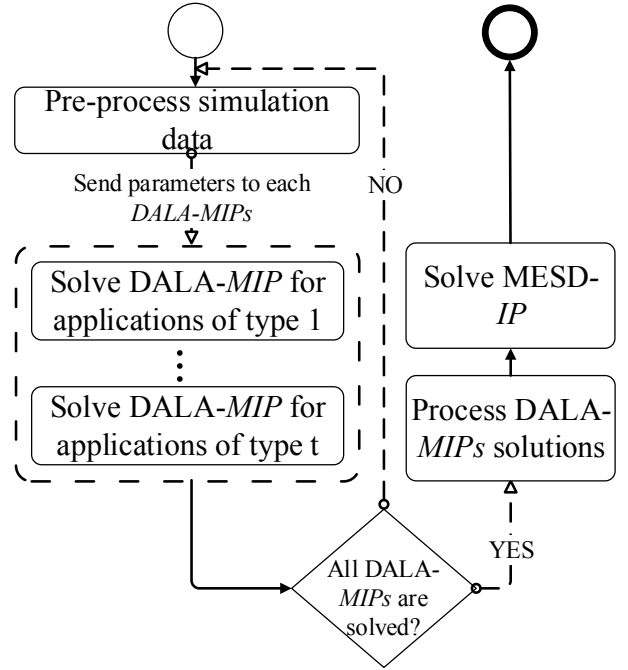 Pre-process simulation
data
Send parameters to each
DALA-MIPs
Solve DALA-MIP for
applications of type 1
Solve DALA-MIP for
applications of type t
All DALA-
MIPs are
solved?
NO
YES
Process DALA-
MIPs solutions
Solve MESD-
IP